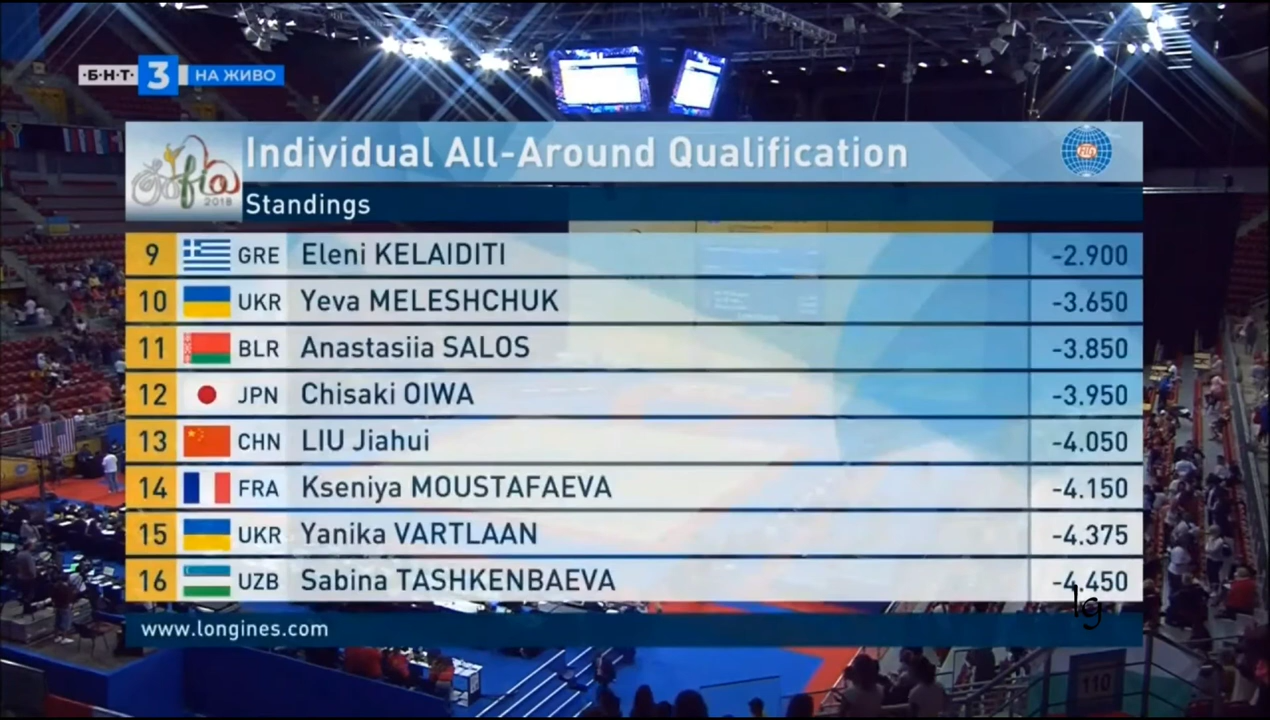 ·Б·Н·Т· 3 НА ЖИВО
Sofia 2018
Individual All-Around Qualification
FIG
Standings
9 GRE Eleni KELAIDITI -2.900
10 UKR Yeva MELESHCHUK -3.650
11 BLR Anastasiia SALOS -3.850
12 JPN Chisaki OIWA -3.950
13 CHN LIU Jiahui -4.050
14 FRA Kseniya MOUSTAFAEVA -4.150
15 UKR Yanika VARTLAAN -4.375
16 UZB Sabina TASHKENBAEVA -4.450
lg
www.longines.com
110